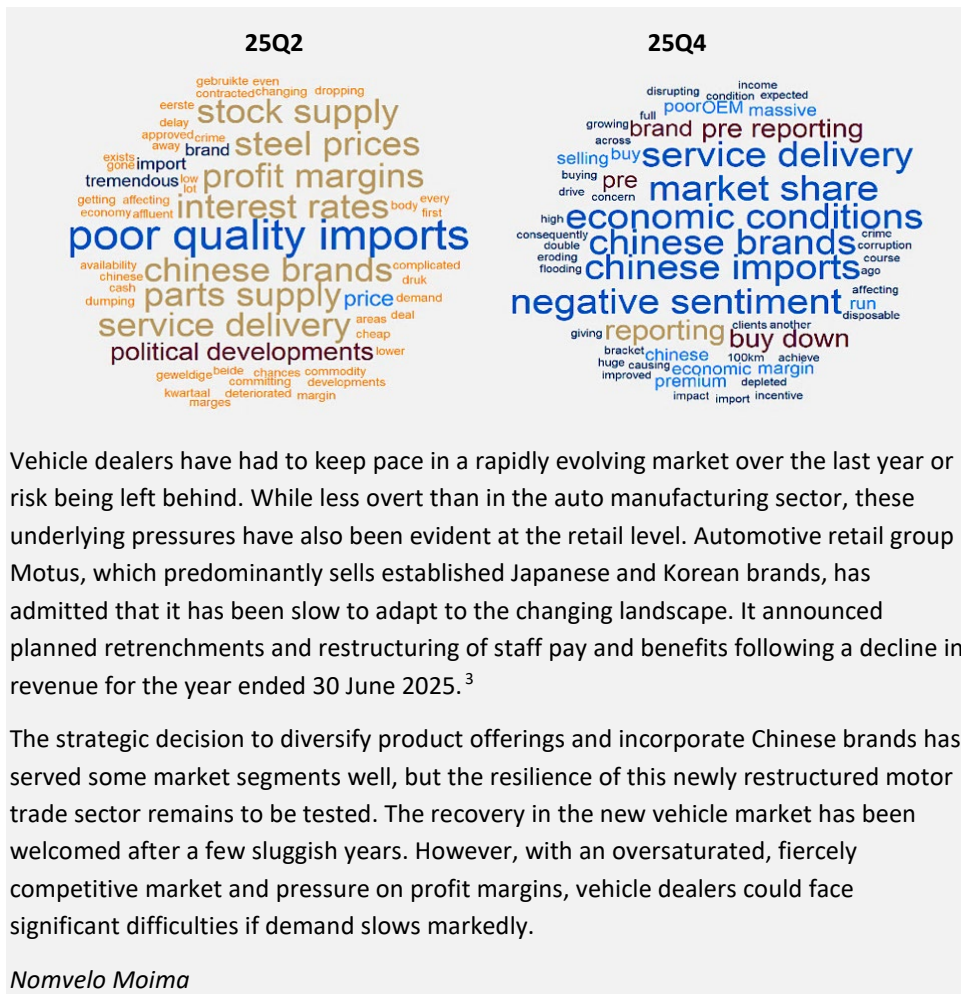 25Q2
25Q4
gebruikte even
contracted changing dropping
eerste stock supply
delay
approved crime
away brand steel prices
exists
gone import
tremendous low profit margins
lot
getting affecting interest rates body every
economy affluent first
poor quality imports
availability chinese brands complicated
chinese druk
cash parts supply price demand
dumping
service delivery areas deal
cheap
political developments lower
geweldige beide chances commodity
committing developments
kwartaal deteriorated margin
marges
income
disrupting condition expected
full poor OEM massive
growing brand pre reporting
across
selling buy service delivery
buying pre market share
drive concern
high economic conditions
consequently chinese brands crime
double corruption
eroding chinese imports course
flooding ago
negative sentiment affecting
run
disposable
giving reporting clients another
buy down
bracket chinese 100km achieve
huge causing economic margin
improved premium depleted
impact import incentive
Vehicle dealers have had to keep pace in a rapidly evolving market over the last year or
risk being left behind. While less overt than in the auto manufacturing sector, these
underlying pressures have also been evident at the retail level. Automotive retail group
Motus, which predominantly sells established Japanese and Korean brands, has
admitted that it has been slow to adapt to the changing landscape. It announced
planned retrenchments and restructuring of staff pay and benefits following a decline in
revenue for the year ended 30 June 2025. 3
The strategic decision to diversify product offerings and incorporate Chinese brands has
served some market segments well, but the resilience of this newly restructured motor
trade sector remains to be tested. The recovery in the new vehicle market has been
welcomed after a few sluggish years. However, with an oversaturated, fiercely
competitive market and pressure on profit margins, vehicle dealers could face
significant difficulties if demand slows markedly.
Nomvelo Moima